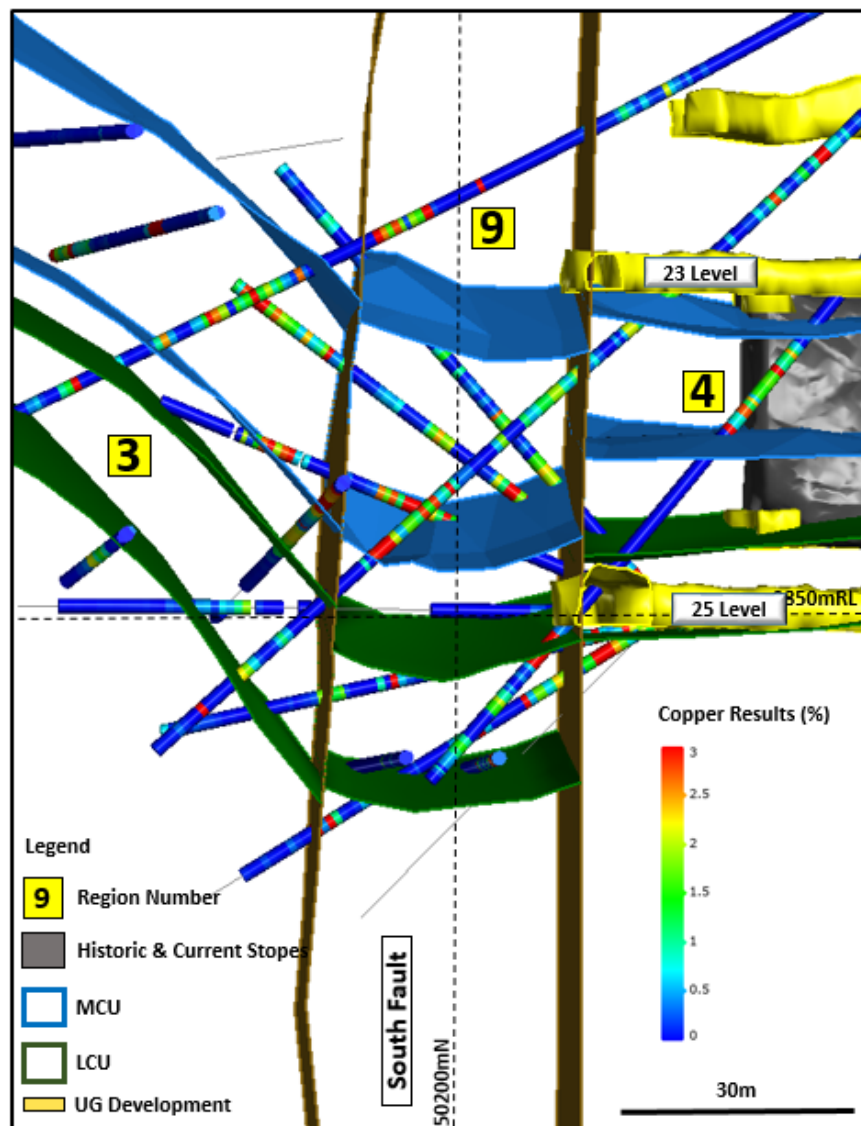 9
23 Level
4
3
25 Level
850mRL
Copper Results (%)
3
2.5
2
1.5
1
0.5
0
Legend
9 Region Number
Historic & Current Stopes
MCU
LCU
UG Development
South Fault
50200mN
30m